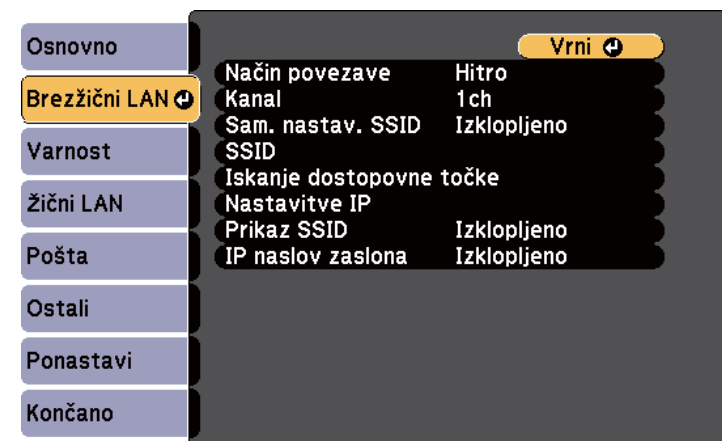 Osnovno
Brezžični LAN
Varnost
Žični LAN
Pošta
Ostali
Ponastavi
Končano
Vrni
Način povezave Hitro
Kanal 1ch
Sam. nastav. SSID Izklopljeno
SSID
Iskanje dostopovne točke
Nastavitve IP
Prikaz SSID Izklopljeno
IP naslov zaslona Izklopljeno